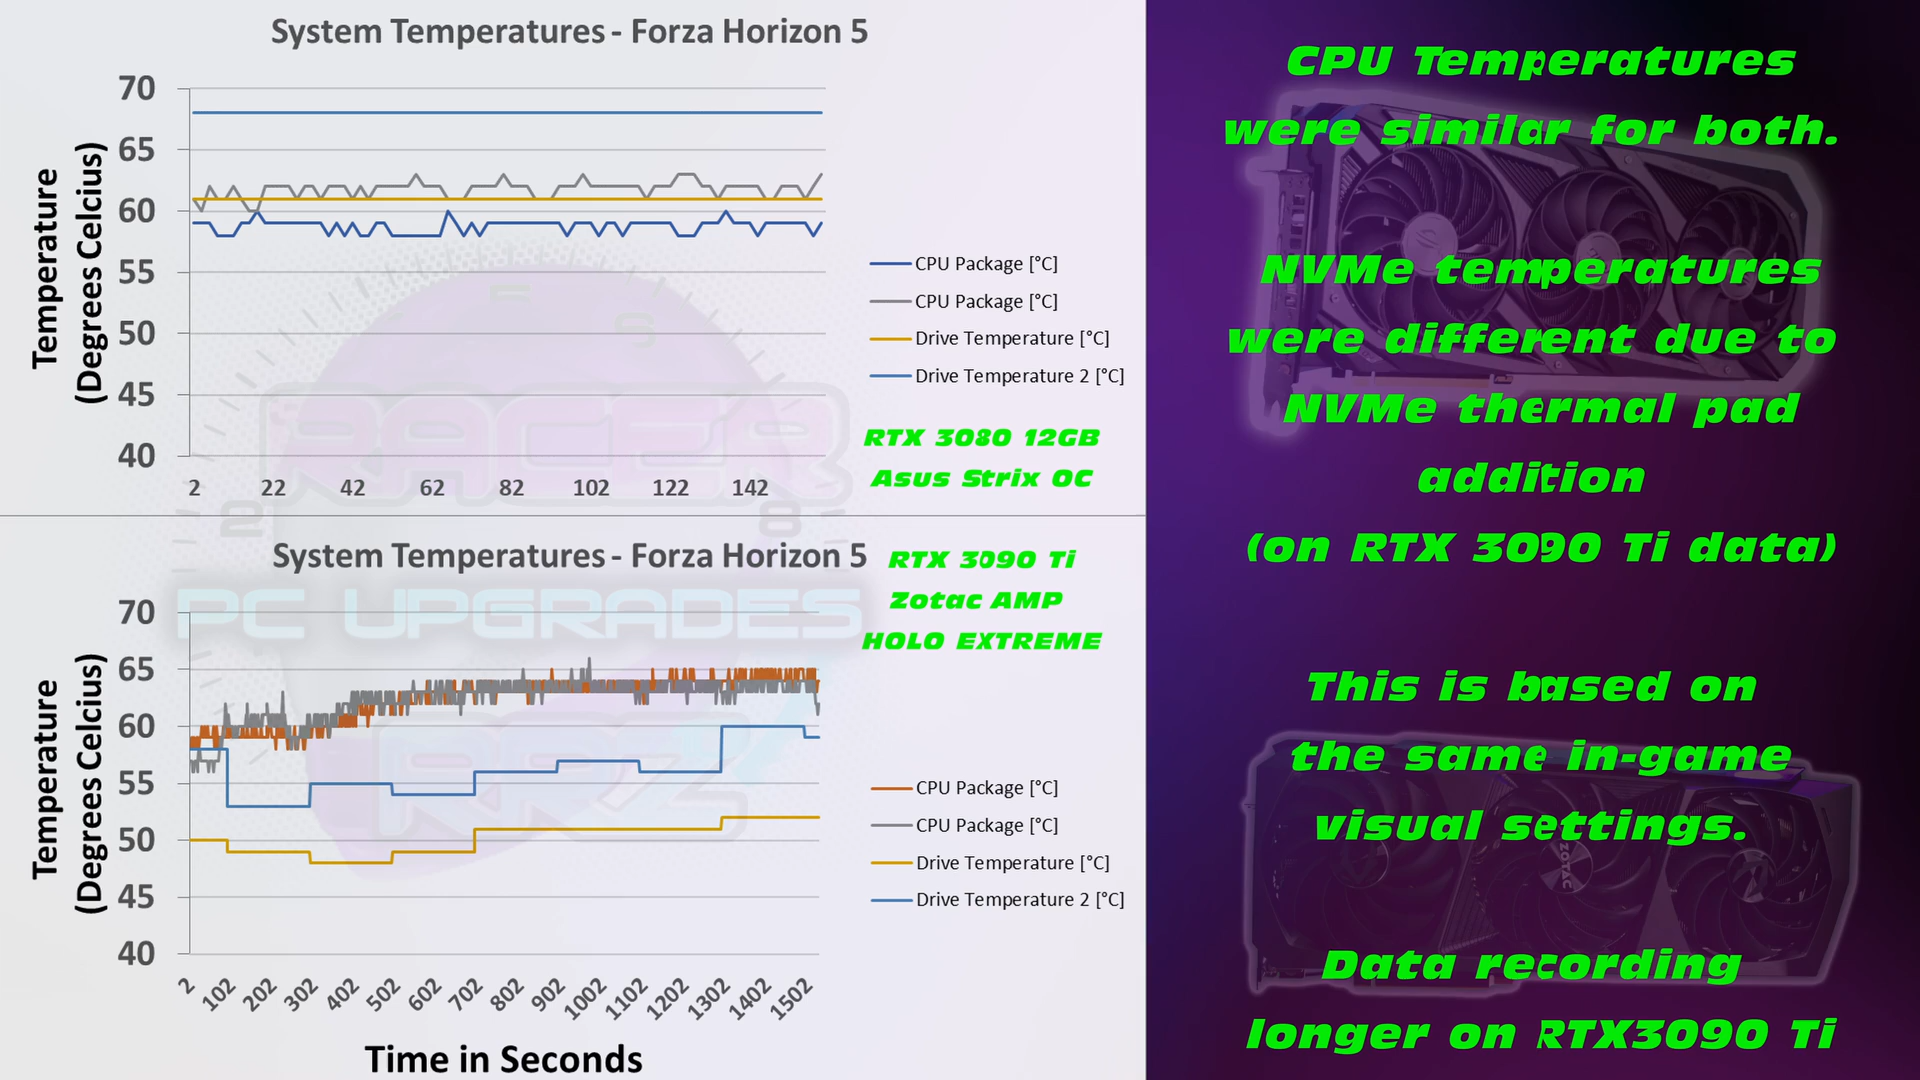 System Temperatures - Forza Horizon 5
Temperature
(Degrees Celcius)
70
65
60
55
50
45
40
2 22 42 62 82 102 122 142
CPU Package [°C]
CPU Package [°C]
Drive Temperature [°C]
Drive Temperature 2 [°C]
RTX 3080 12GB
Asus Strix OC
RACER
2 5 6 8
PC UPGRADES
System Temperatures - Forza Horizon 5
RTX 3090 Ti
Zotac AMP
HOLO EXTREME
Temperature
(Degrees Celcius)
70
65
60
55
50
45
40
2 102 202 302 402 502 602 702 802 902 1002 1102 1202 1302 1402 1502
Time in Seconds
CPU Package [°C]
CPU Package [°C]
Drive Temperature [°C]
Drive Temperature 2 [°C]
CPU Temperatures
were similar for both.
NVMe temperatures
were different due to
NVMe thermal pad
addition
(on RTX 3090 Ti data)
This is based on
the same in-game
visual settings.
ZOTAC
Data recording
longer on RTX3090 Ti